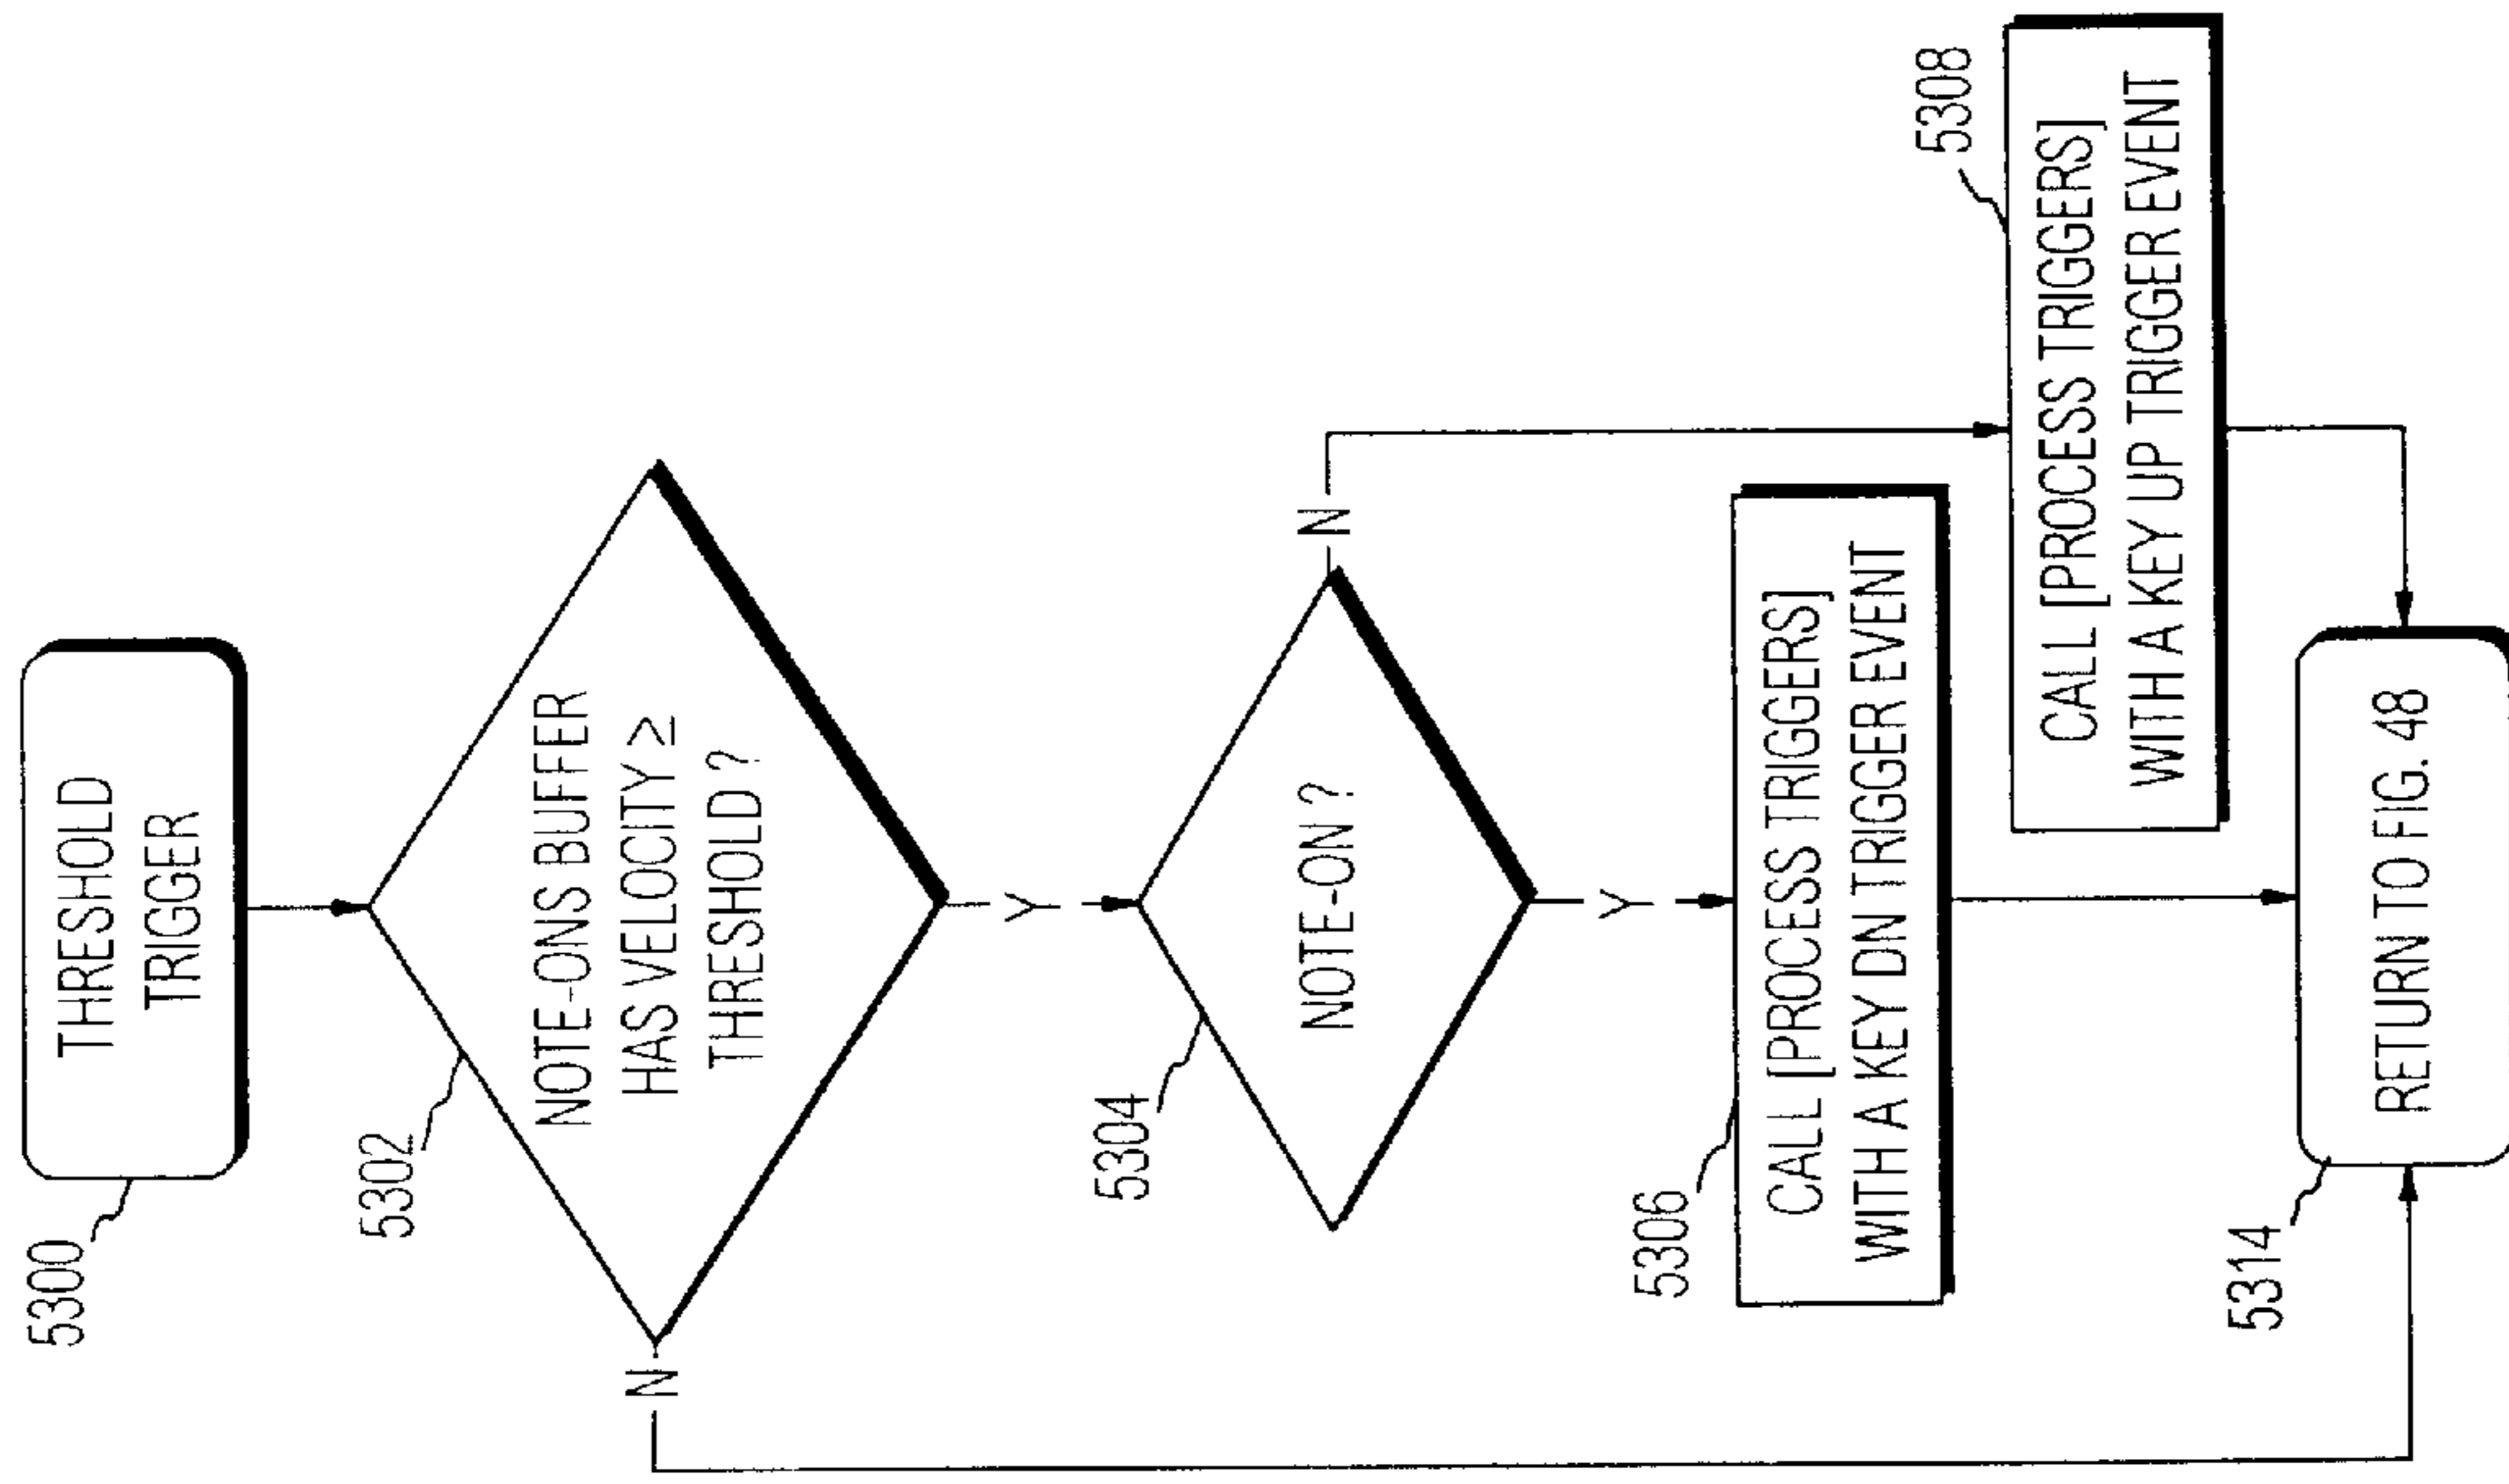 5300
THRESHOLD
TRIGGER
5302
NOTE-ONS BUFFER
HAS VELOCITY ≥
THRESHOLD ?
N
Y
5304
NOTE-ON ?
N
Y
5306
CALL [PROCESS TRIGGERS]
WITH A KEY DN TRIGGER EVENT
5308
CALL [PROCESS TRIGGERS]
WITH A KEY UP TRIGGER EVENT
5314
RETURN TO FIG. 48